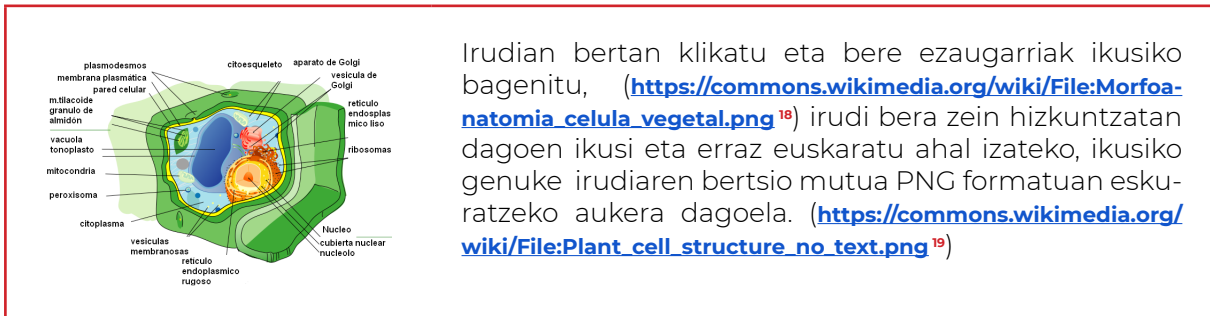 plasmodesmos
membrana plasmática
pared celular
m.tilacoide
granulo de
almidón
vacuola
tonoplasto
mitocondria
peroxisoma
citoplasma
vesiculas
membranosas
reticulo
endoplasmico
rugoso
citoesqueleto
aparato de Golgi
vesicula de
Golgi
reticulo
endosplas
mico liso
ribosomas
Nucleo
cubierta nuclear
nucleolo
Irudian bertan klikatu eta bere ezaugarriak ikusiko
bagenitu, (https://commons.wikimedia.org/wiki/File:Morfoa-
natomia_celula_vegetal.png 18) irudi bera zein hizkuntzatan
dagoen ikusi eta erraz euskaratu ahal izateko, ikusiko
genuke irudiaren bertsio mutua PNG formatuan esku-
ratzeko aukera dagoela. (https://commons.wikimedia.org/
wiki/File:Plant_cell_structure_no_text.png 19)